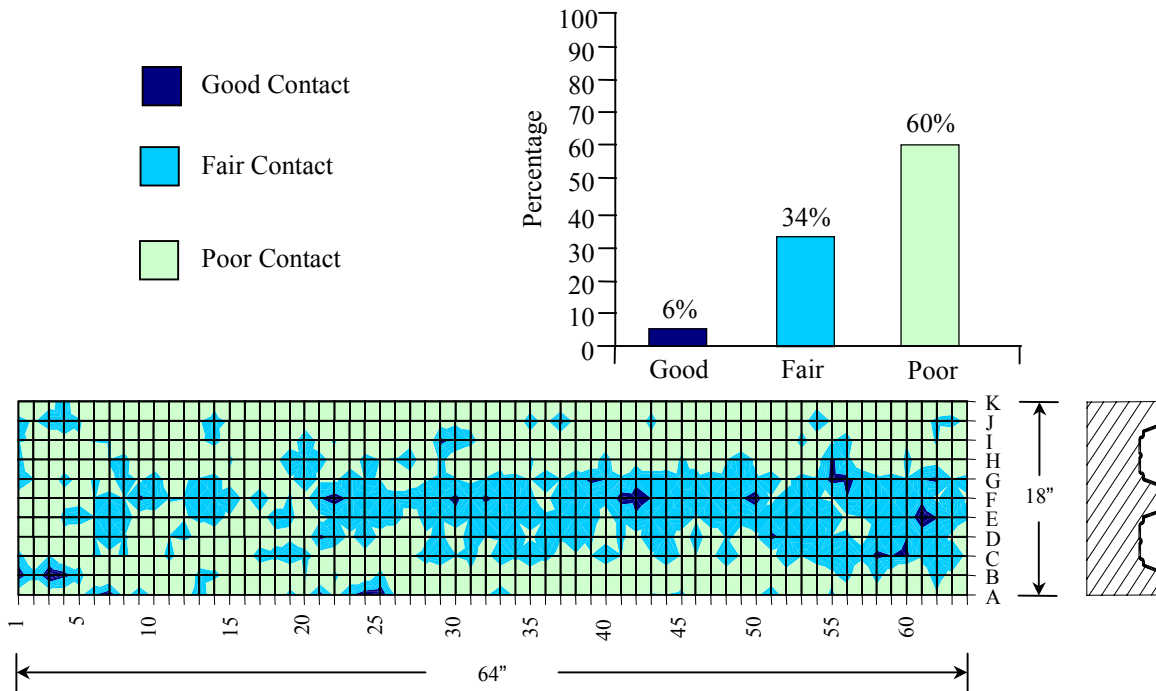 Good Contact
Fair Contact
Poor Contact
Percentage
100
90
80
70
60
50
40
30
20
10
0
6%
34%
60%
Good Fair Poor
K
J
I
H
G
F
E
D
C
B
A
18”
1 5 10 15 20 25 30 35 40 45 50 55 60
64”